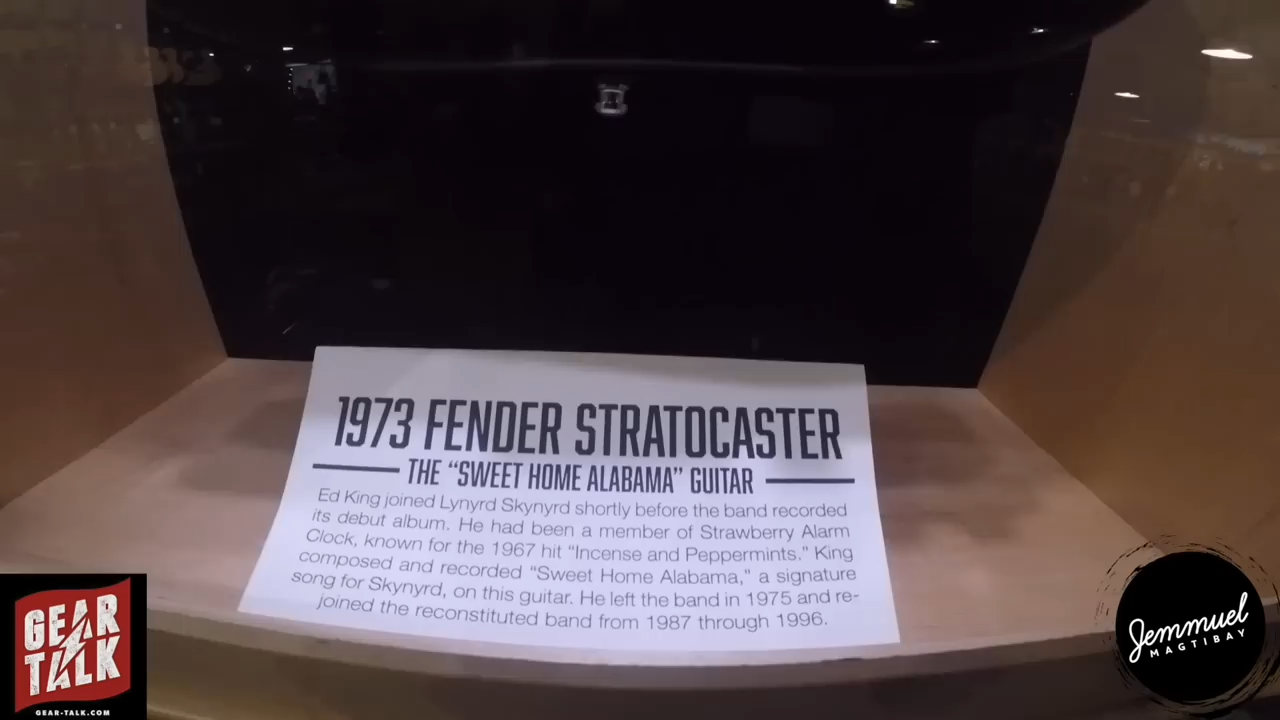 1973 FENDER STRATOCASTER
THE “SWEET HOME ALABAMA” GUITAR
Ed King joined Lynyrd Skynyrd shortly before the band recorded
its debut album. He had been a member of Strawberry Alarm
Clock, known for the 1967 hit “Incense and Peppermints.” King
composed and recorded “Sweet Home Alabama,” a signature
song for Skynyrd, on this guitar. He left the band in 1975 and re-
joined the reconstituted band from 1987 through 1996.
GEAR
TALK
GEAR-TALK.COM
Jemmuel
MAGTIBAY